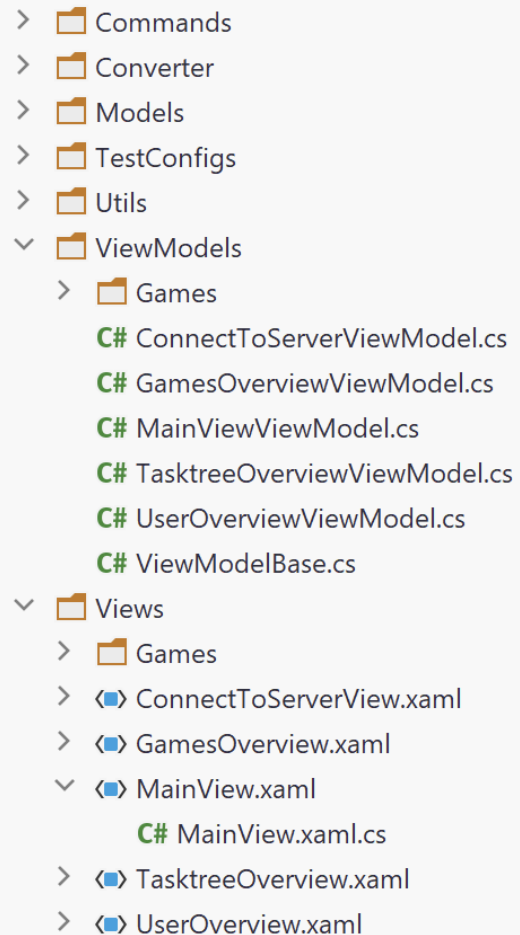 Commands
Converter
Models
TestConfigs
Utils
ViewModels
Games
C# ConnectToServerViewModel.cs
C# GamesOverviewViewModel.cs
C# MainViewViewModel.cs
C# TasktreeOverviewViewModel.cs
C# UserOverviewViewModel.cs
C# ViewModelBase.cs
Views
Games
ConnectToServerView.xaml
GamesOverview.xaml
MainView.xaml
C# MainView.xaml.cs
TasktreeOverview.xaml
UserOverview.xaml